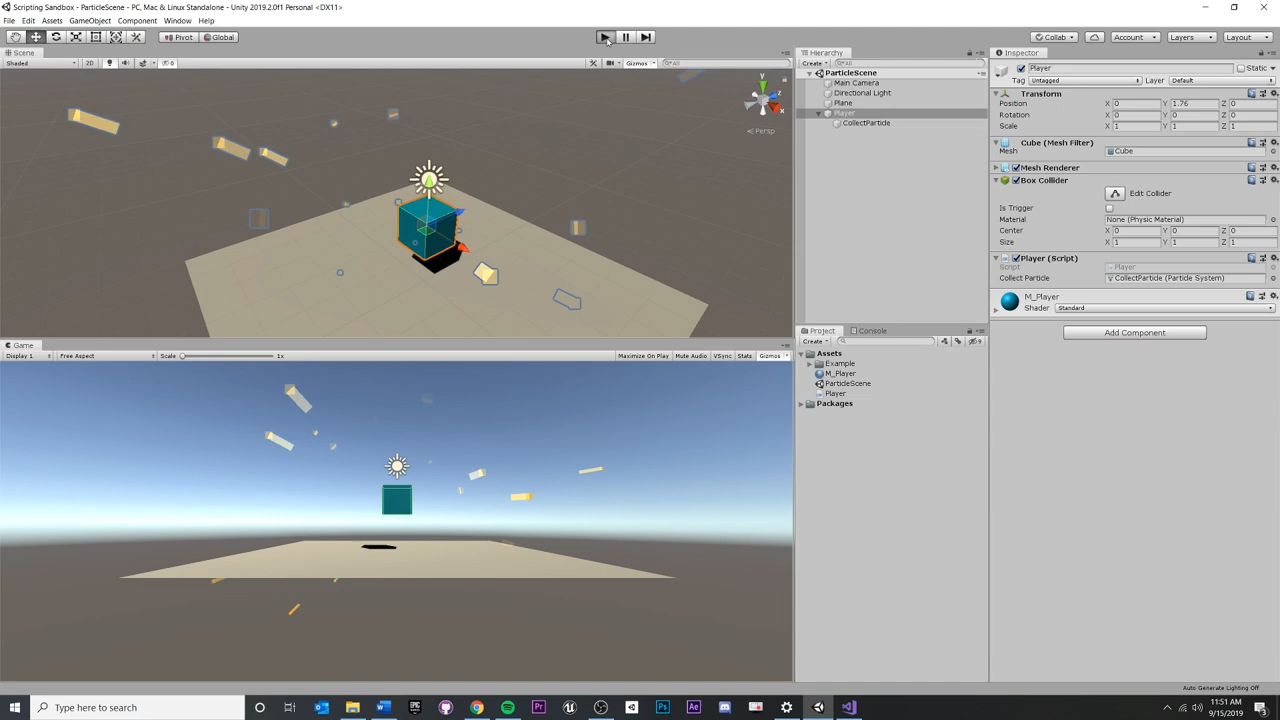 Scripting Sandbox - ParticleScene - PC, Mac & Linux Standalone - Unity 2019.2.0f1 Personal <DX11>
File Edit Assets GameObject Component Window Help
Pivot Global Collab Account Layers Layout
Scene
Shaded 2D 0 Gizmos All
y x z
Persp
Hierarchy
Create All
ParticleScene
Main Camera
Directional Light
Plane
Player
CollectParticle
Inspector
Player Static
Tag Untagged Layer Default
Transform
Position X 0 Y 1.76 Z 0
Rotation X 0 Y 0 Z 0
Scale X 1 Y 1 Z 1
Cube (Mesh Filter)
Mesh Cube
Mesh Renderer
Box Collider
Edit Collider
Is Trigger
Material None (Physic Material)
Center X 0 Y 0 Z 0
Size X 1 Y 1 Z 1
Player (Script)
Script Player
Collect Particle CollectParticle (Particle System)
M_Player
Shader Standard
Add Component
Game
Display 1 Free Aspect Scale 1x Maximize On Play Mute Audio VSync Stats Gizmos
Project Console
Create 9
Assets
Example
M_Player
ParticleScene
Player
Packages
Auto Generate Lighting Off
Type here to search
11:51 AM
9/15/2019